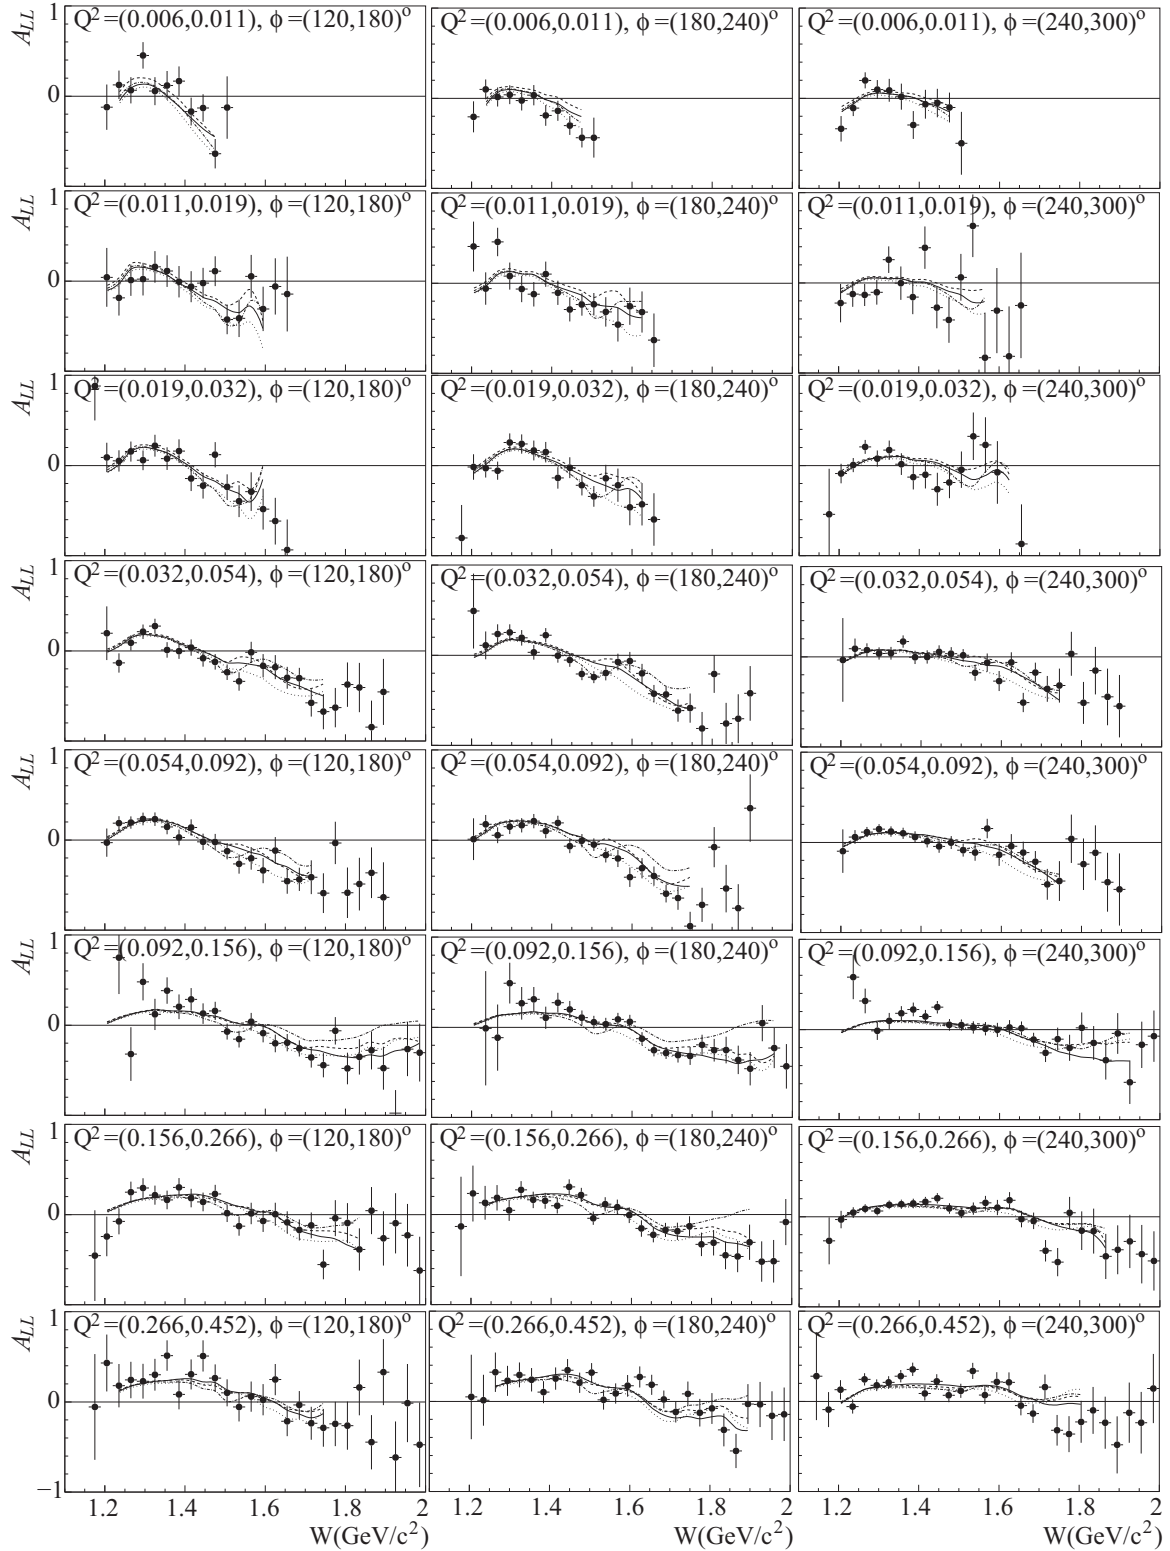 A_LL 1 Q²=(0.006,0.011), ϕ=(120,180)° Q²=(0.006,0.011), ϕ=(180,240)° Q²=(0.006,0.011), ϕ=(240,300)°
0
A_LL 1 Q²=(0.011,0.019), ϕ=(120,180)° Q²=(0.011,0.019), ϕ=(180,240)° Q²=(0.011,0.019), ϕ=(240,300)°
0
A_LL 1 Q²=(0.019,0.032), ϕ=(120,180)° Q²=(0.019,0.032), ϕ=(180,240)° Q²=(0.019,0.032), ϕ=(240,300)°
0
A_LL 1 Q²=(0.032,0.054), ϕ=(120,180)° Q²=(0.032,0.054), ϕ=(180,240)° Q²=(0.032,0.054), ϕ=(240,300)°
0
A_LL 1 Q²=(0.054,0.092), ϕ=(120,180)° Q²=(0.054,0.092), ϕ=(180,240)° Q²=(0.054,0.092), ϕ=(240,300)°
0
A_LL 1 Q²=(0.092,0.156), ϕ=(120,180)° Q²=(0.092,0.156), ϕ=(180,240)° Q²=(0.092,0.156), ϕ=(240,300)°
0
A_LL 1 Q²=(0.156,0.266), ϕ=(120,180)° Q²=(0.156,0.266), ϕ=(180,240)° Q²=(0.156,0.266), ϕ=(240,300)°
0
A_LL 1 Q²=(0.266,0.452), ϕ=(120,180)° Q²=(0.266,0.452), ϕ=(180,240)° Q²=(0.266,0.452), ϕ=(240,300)°
0
−1
1.2 1.4 1.6 1.8 2 1.2 1.4 1.6 1.8 2 1.2 1.4 1.6 1.8 2
W(GeV/c²) W(GeV/c²) W(GeV/c²)